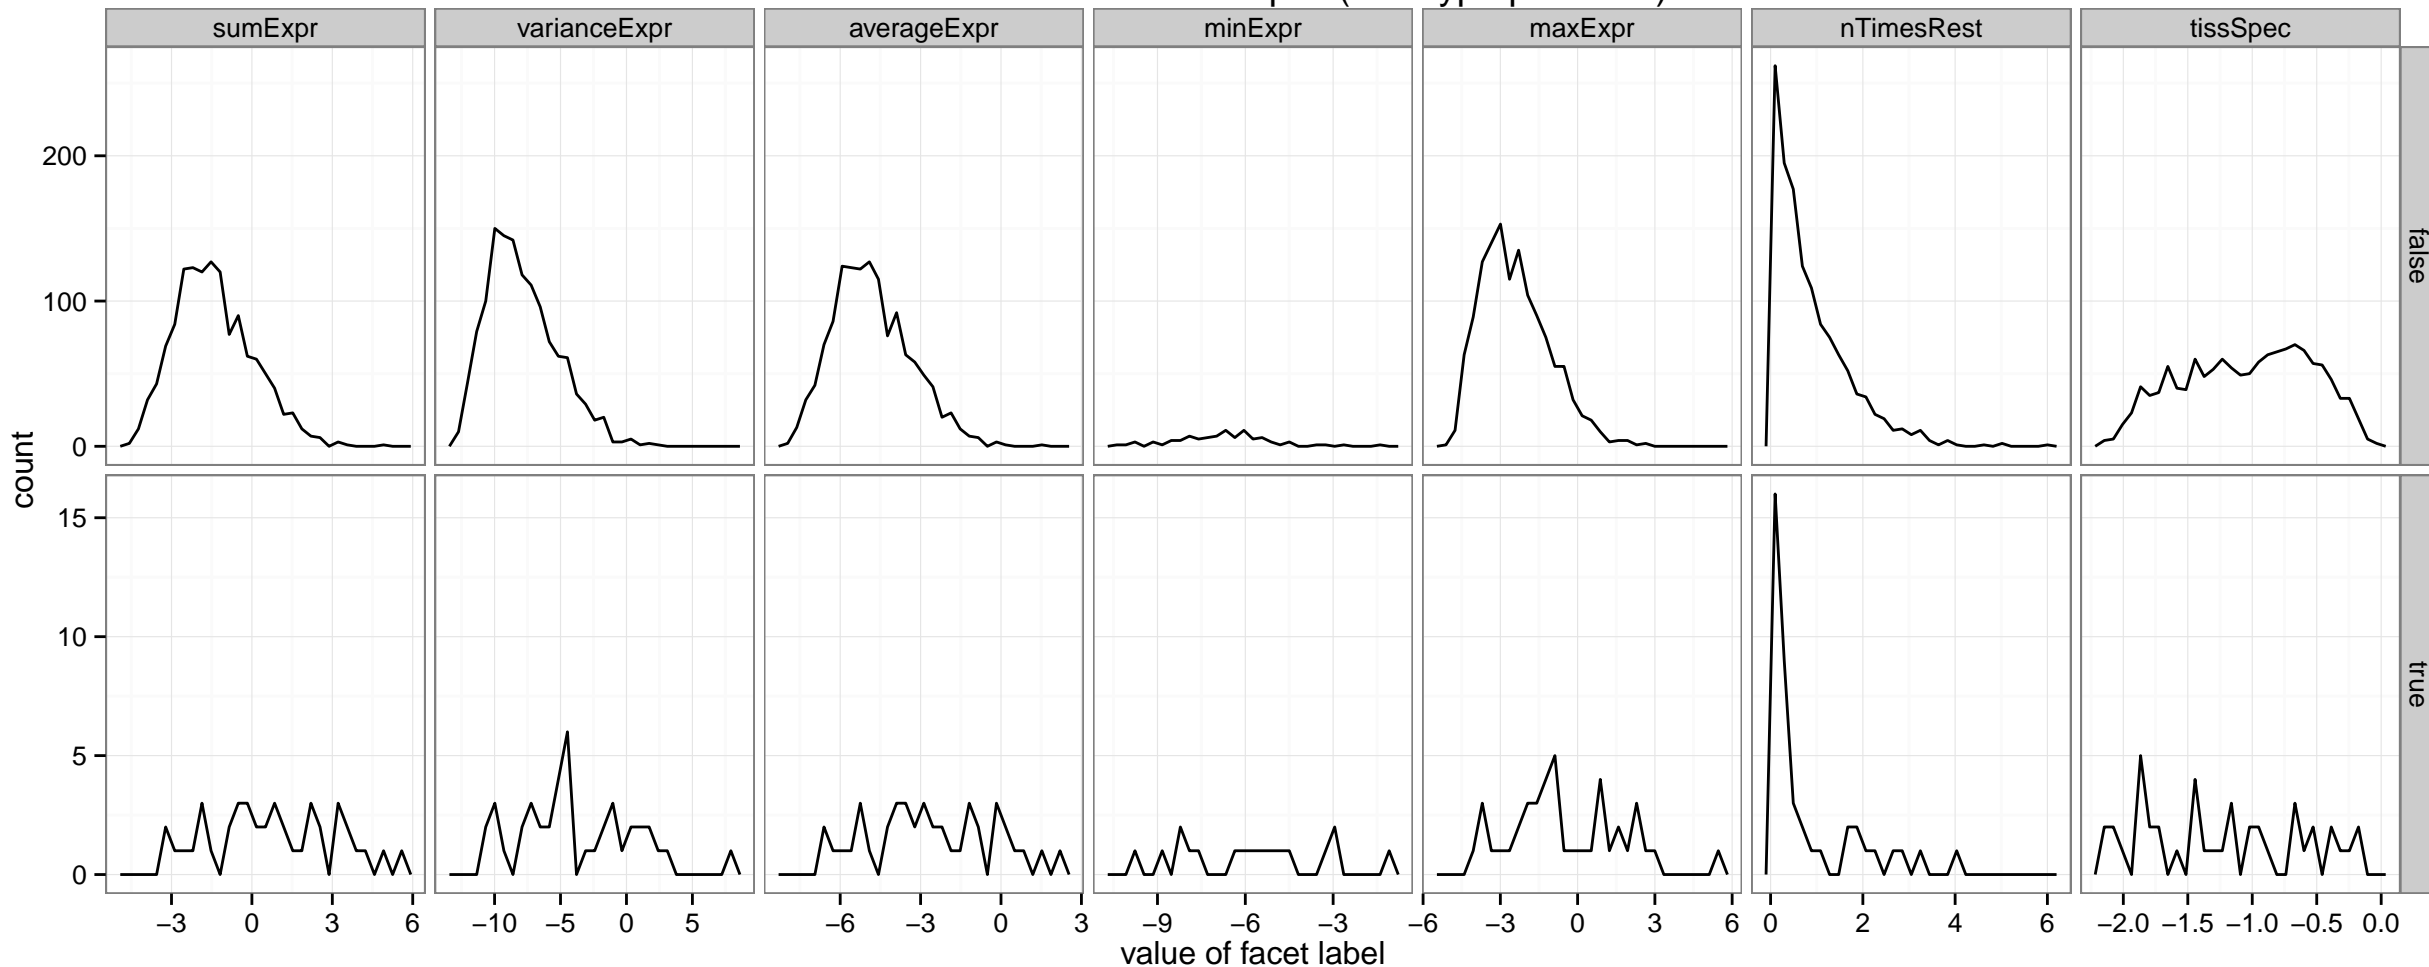 sumExpr varianceExpr averageExpr minExpr maxExpr nTimesRest tissSpec
200
100
0
false
15
10
5
0
true
count
−3 0 3 6 −10 −5 0 5 −6 −3 0 3 −9 −6 −3 −6 −3 0 3 6 0 2 4 6 −2.0 −1.5 −1.0 −0.5 0.0
value of facet label